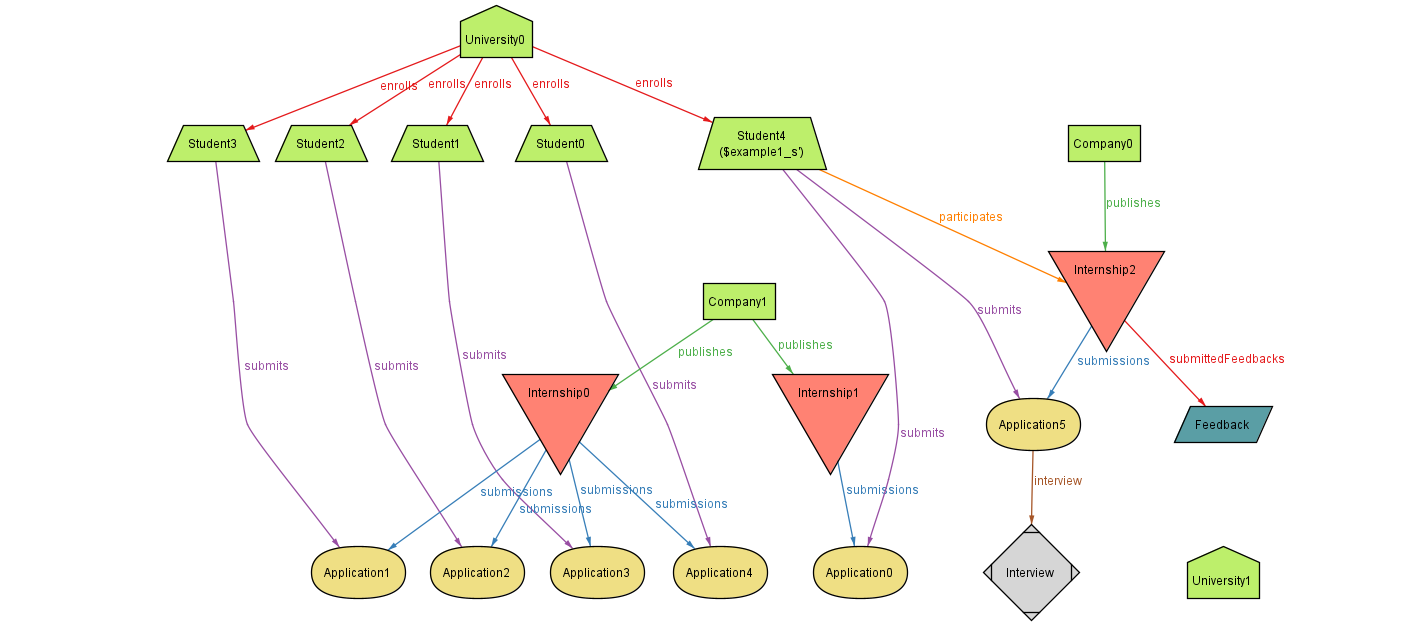 University0
enrolls
enrolls
enrolls
enrolls
enrolls
Student3
Student2
Student1
Student0
Student4
($example1_s')
Company0
publishes
participates
Internship2
Company1
submits
publishes
publishes
submissions
submittedFeedbacks
submits
submits
submits
submits
Internship0
Internship1
Application5
Feedback
submits
interview
submissions
submissions
submissions
submissions
submissions
Application1
Application2
Application3
Application4
Application0
Interview
University1